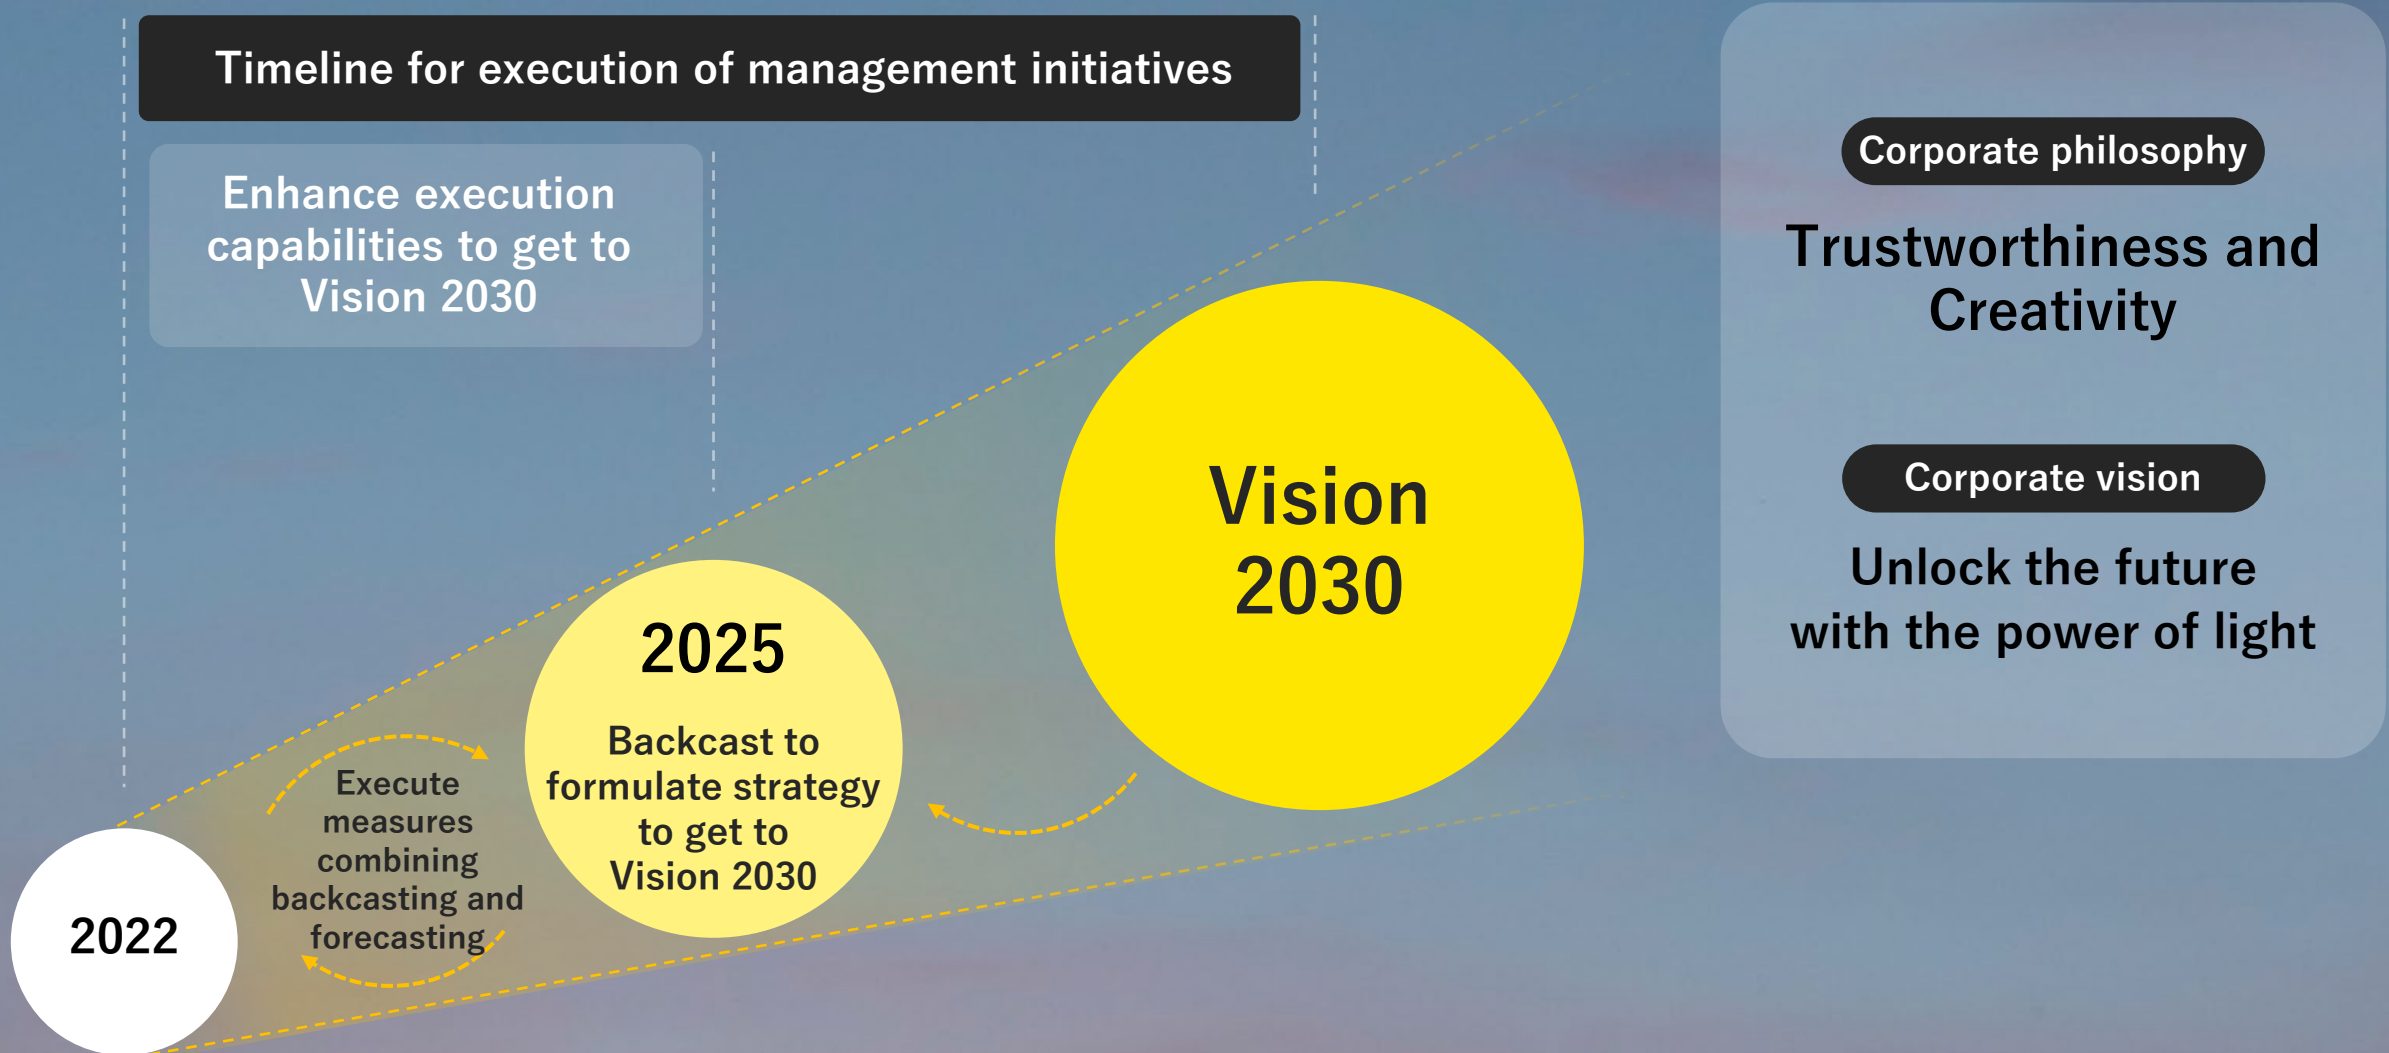 Timeline for execution of management initiatives
Enhance execution
capabilities to get to
Vision 2030
2022
Execute
measures
combining
backcasting and
forecasting
2025
Backcast to
formulate strategy
to get to
Vision 2030
Vision
2030
Corporate philosophy
Trustworthiness and
Creativity
Corporate vision
Unlock the future
with the power of light